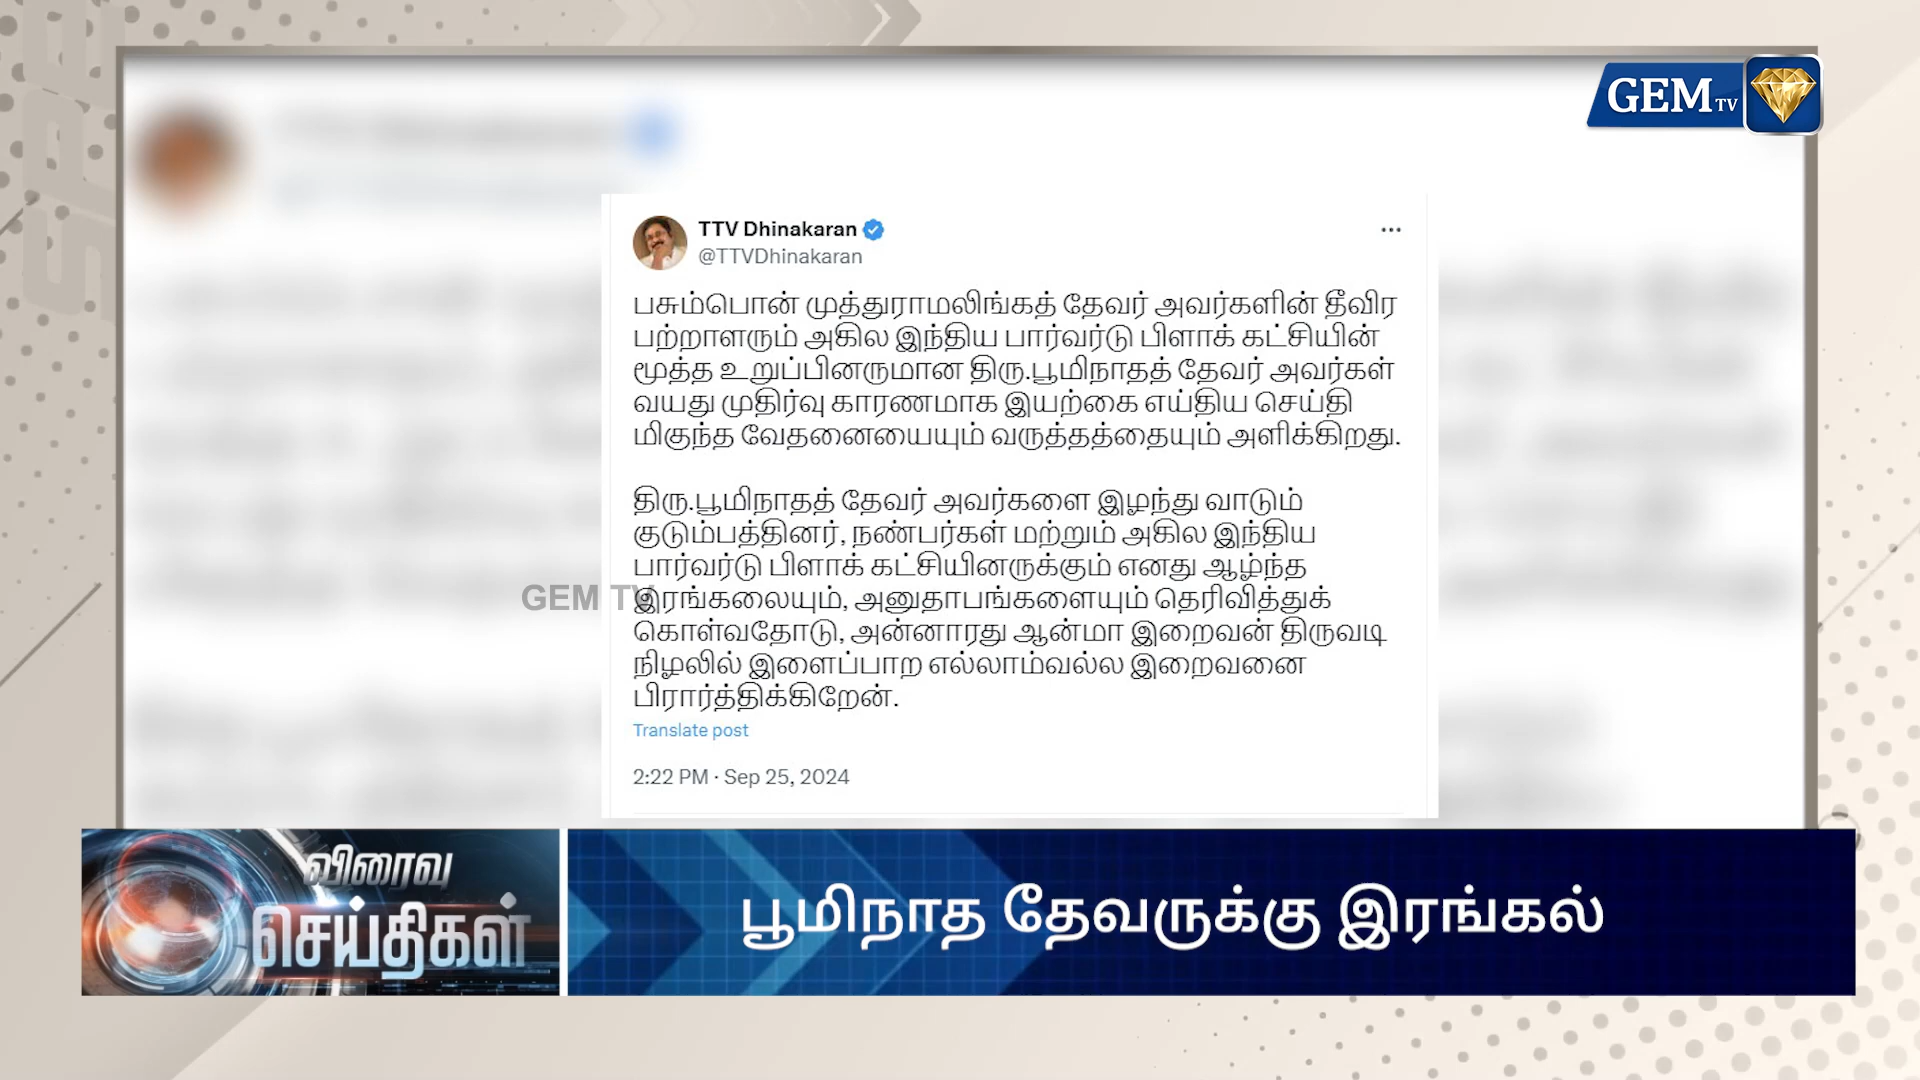 GEM TV
TTV Dhinakaran
@TTVDhinakaran
பசும்பொன் முத்துராமலிங்கத் தேவர் அவர்களின் தீவிர
பற்றாளரும் அகில இந்திய பார்வர்டு பிளாக் கட்சியின்
மூத்த உறுப்பினருமான திரு.பூமிநாதத் தேவர் அவர்கள்
வயது முதிர்வு காரணமாக இயற்கை எய்திய செய்தி
மிகுந்த வேதனையையும் வருத்தத்தையும் அளிக்கிறது.
திரு.பூமிநாதத் தேவர் அவர்களை இழந்து வாடும்
குடும்பத்தினர், நண்பர்கள் மற்றும் அகில இந்திய
பார்வர்டு பிளாக் கட்சியினருக்கும் எனது ஆழ்ந்த
GEM TV
இரங்கலையும், அனுதாபங்களையும் தெரிவித்துக்
கொள்வதோடு, அன்னாரது ஆன்மா இறைவன் திருவடி
நிழலில் இளைப்பாற எல்லாம்வல்ல இறைவனை
பிரார்த்திக்கிறேன்.
Translate post
2:22 PM · Sep 25, 2024
விரைவு
செய்திகள்
பூமிநாத தேவருக்கு இரங்கல்